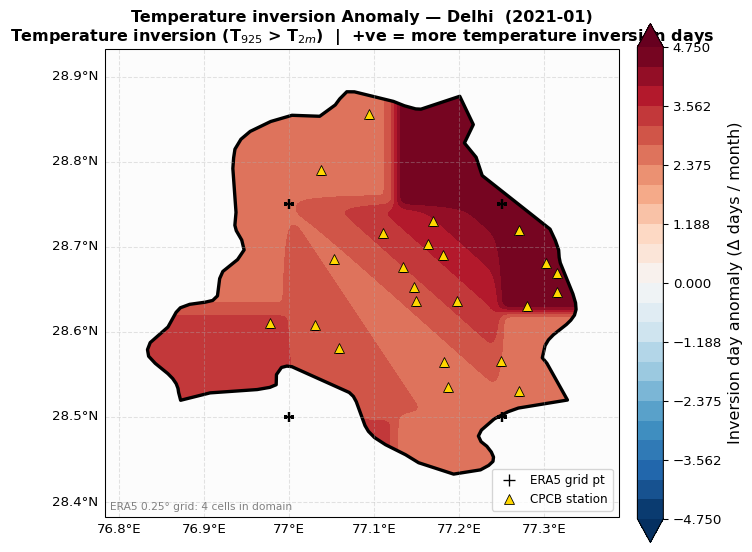 Temperature inversion Anomaly — Delhi  (2021-01)
Temperature inversion (T925 > T2m)  |  +ve = more temperature inversion days
28.9°N
28.8°N
28.7°N
28.6°N
28.5°N
28.4°N
76.8°E
76.9°E
77°E
77.1°E
77.2°E
77.3°E
ERA5 0.25° grid: 4 cells in domain
ERA5 grid pt
CPCB station
4.750
3.562
2.375
1.188
0.000
−1.188
−2.375
−3.562
−4.750
Inversion day anomaly (Δ days / month)